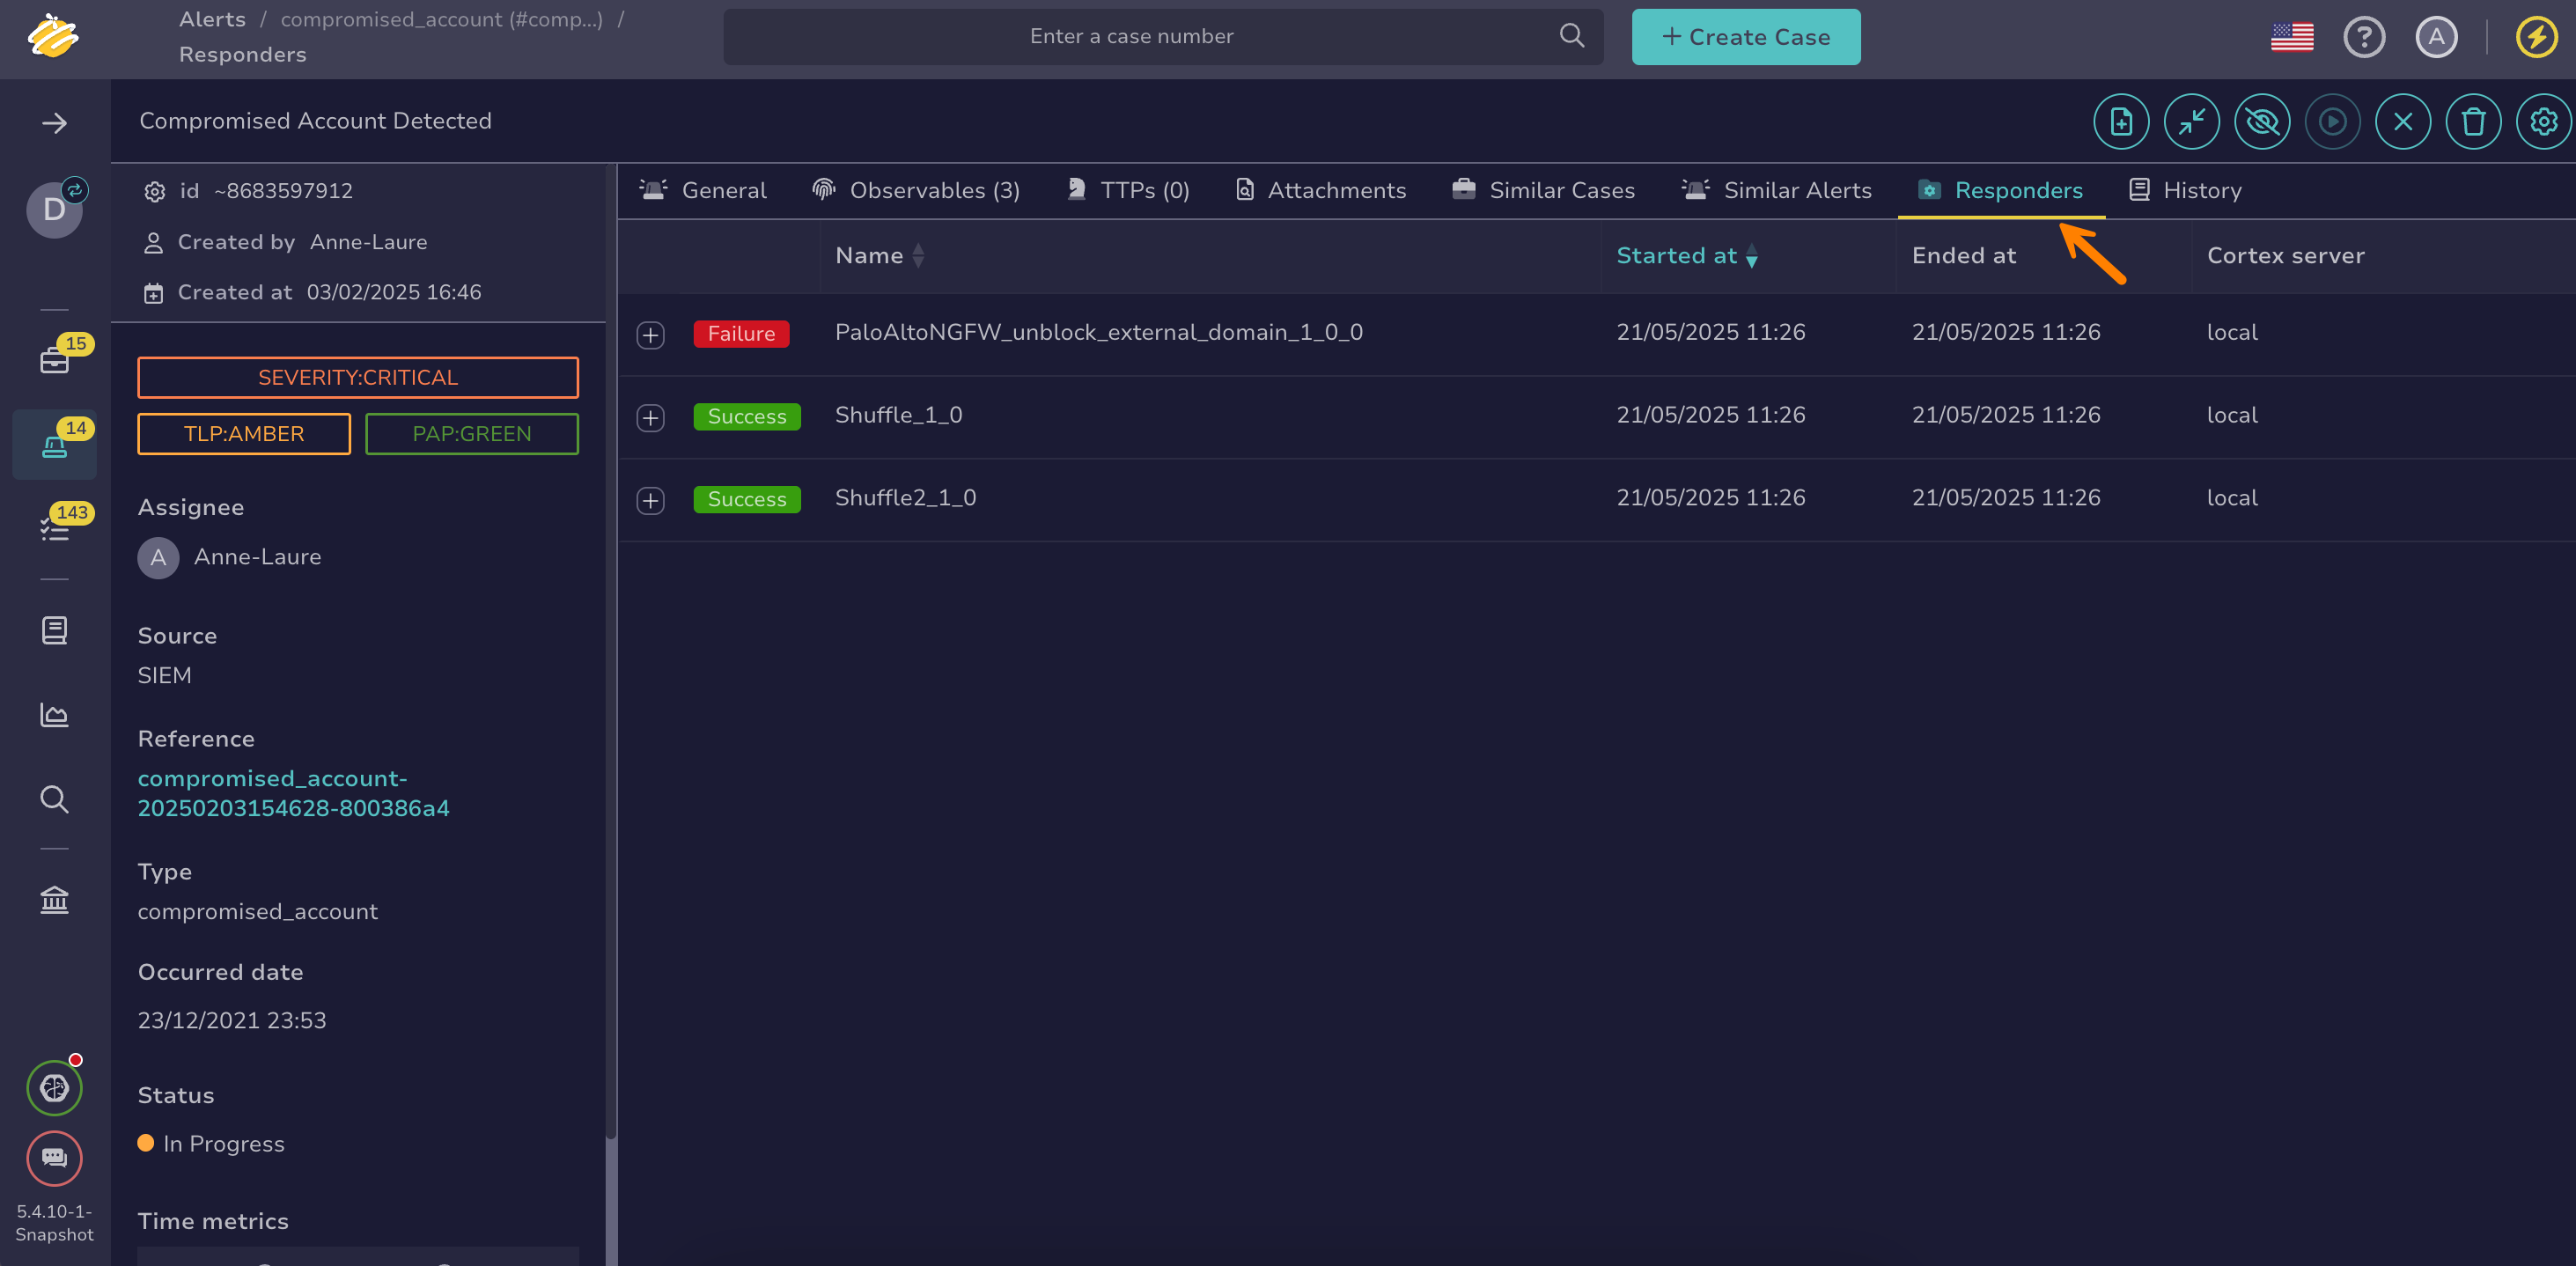 Alerts / compromised_account (#comp...) /
Responders
Enter a case number
+ Create Case
?
A
Compromised Account Detected
D
15
14
143
5.4.10-1-
Snapshot
id ~8683597912
Created by Anne-Laure
Created at 03/02/2025 16:46
SEVERITY:CRITICAL
TLP:AMBER PAP:GREEN
Assignee
A Anne-Laure
Source
SIEM
Reference
compromised_account-
20250203154628-800386a4
Type
compromised_account
Occurred date
23/12/2021 23:53
Status
In Progress
Time metrics
General Observables (3) TTPs (0) Attachments Similar Cases Similar Alerts Responders History
Name Started at Ended at Cortex server
Failure PaloAltoNGFW_unblock_external_domain_1_0_0 21/05/2025 11:26 21/05/2025 11:26 local
Success Shuffle_1_0 21/05/2025 11:26 21/05/2025 11:26 local
Success Shuffle2_1_0 21/05/2025 11:26 21/05/2025 11:26 local